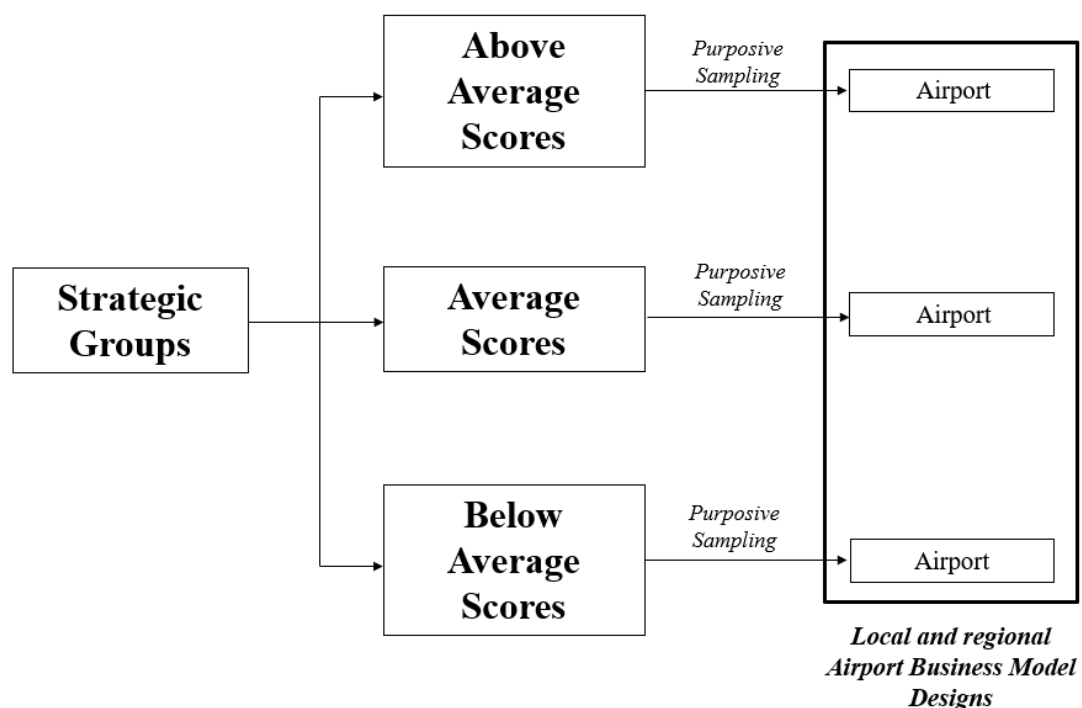 Above
Average
Scores
Purposive
Sampling
Airport
Strategic
Groups
Average
Scores
Purposive
Sampling
Airport
Below
Average
Scores
Purposive
Sampling
Airport
Local and regional
Airport Business Model
Designs